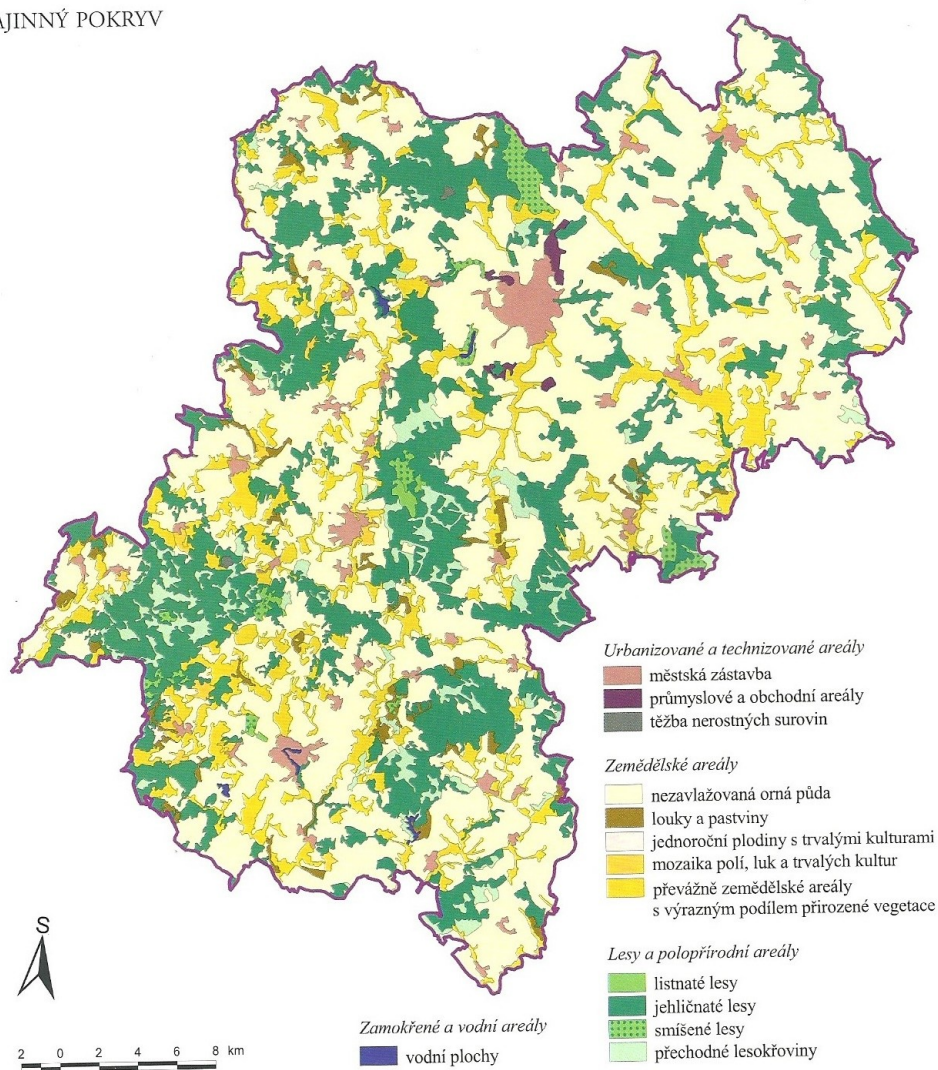 AJINNÝ POKRYV
Urbanizované a technizované areály
městská zástavba
průmyslové a obchodní areály
těžba nerostných surovin
Zemědělské areály
nezavlažovaná orná půda
louky a pastviny
jednoroční plodiny s trvalými kulturami
mozaika polí, luk a trvalých kultur
převážně zemědělské areály
s výrazným podílem přirozené vegetace
Lesy a polopřírodní areály
listnaté lesy
jehličnaté lesy
smíšené lesy
přechodné lesokřoviny
Zamokřené a vodní areály
vodní plochy
S
2 0 2 4 6 8 km